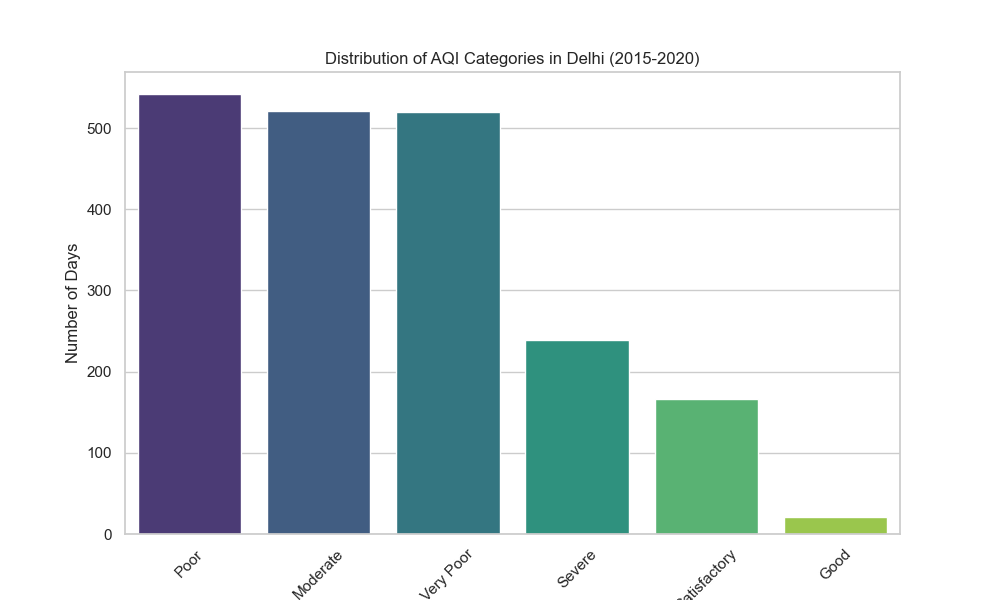 Distribution of AQI Categories in Delhi (2015-2020)
Number of Days
500
400
300
200
100
0
Poor
Moderate
Very Poor
Severe
Satisfactory
Good